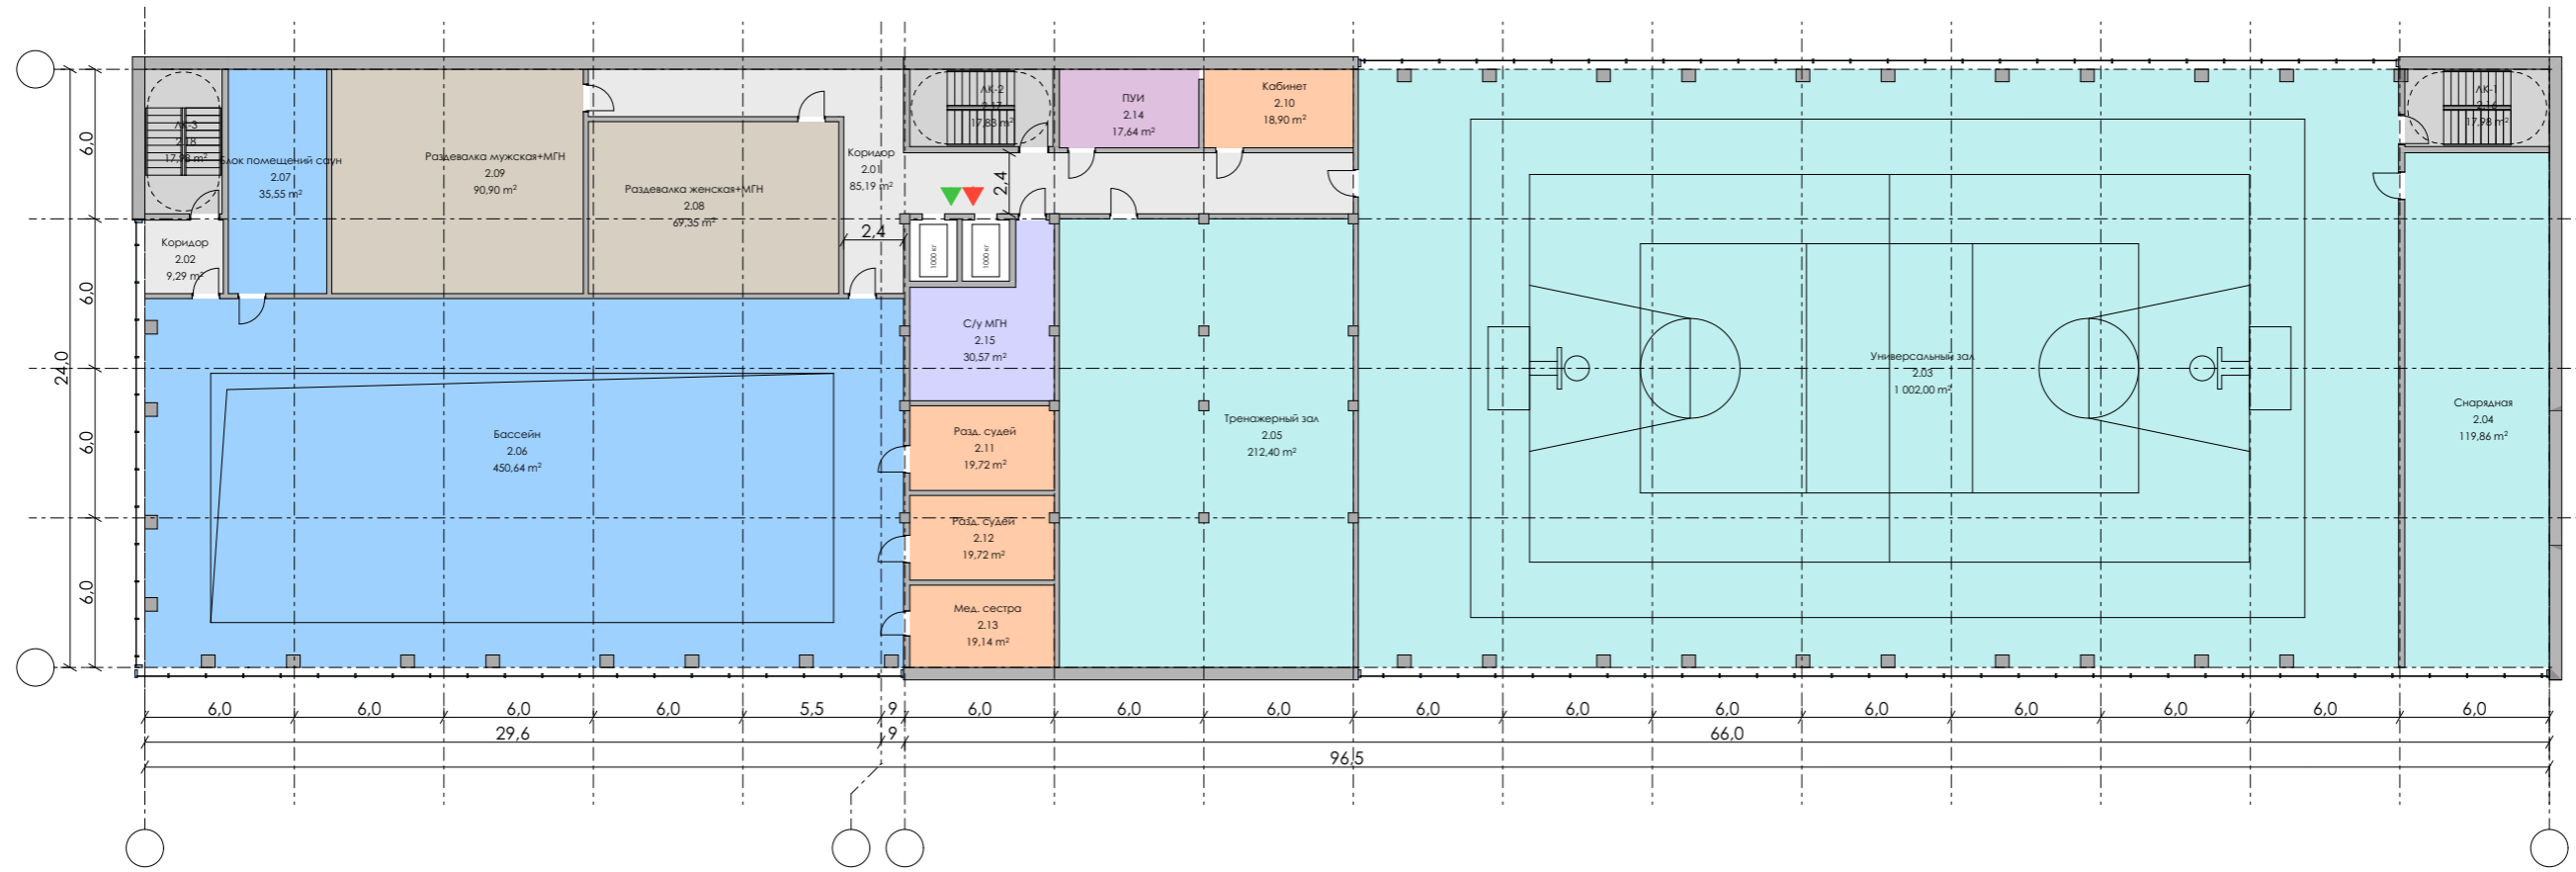 ЛК-3
2.18
17,98 m²
Блок помещений саун
2.07
35,55 m²
Раздевалка мужская+МГН
2.09
90,90 m²
Раздевалка женская+МГН
2.08
69,35 m²
Коридор
2.01
85,19 m²
ЛК-2
2.17
17,83 m²
ПУИ
2.14
17,64 m²
Кабинет
2.10
18,90 m²
ЛК-1
2.16
17,98 m²
Коридор
2.02
9,29 m²
2,4
2,4
1000 кг
1000 кг
С/у МГН
2.15
30,57 m²
Бассейн
2.06
450,64 m²
Разд. судей
2.11
19,72 m²
Разд. судей
2.12
19,72 m²
Мед. сестра
2.13
19,14 m²
Тренажерный зал
2.05
212,40 m²
Универсальный зал
2.03
1 002,00 m²
Снарядная
2.04
119,86 m²
6,0
6,0
6,0
6,0
24,0
6,0 6,0 6,0 6,0 5,5 9 6,0 6,0 6,0 6,0 6,0 6,0 6,0 6,0 6,0 6,0 6,0
29,6 9 66,0
96,5